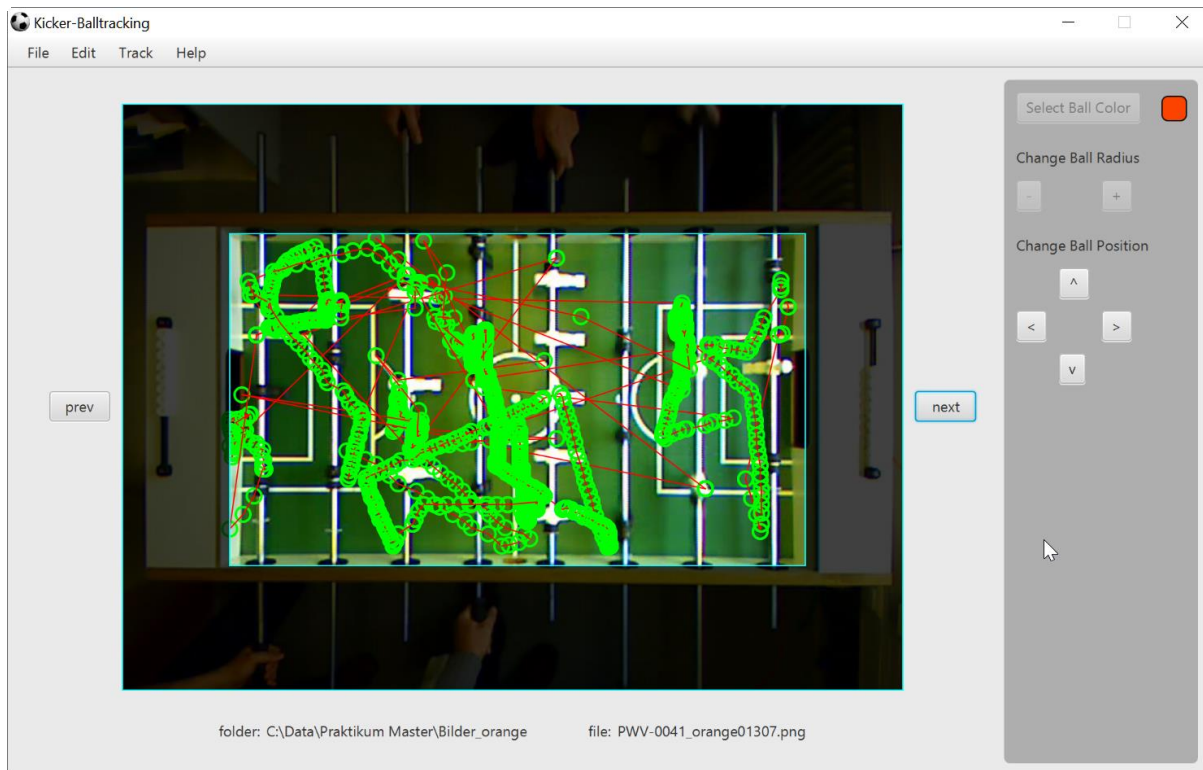 Kicker-Balltracking
File Edit Track Help
Select Ball Color
Change Ball Radius
- +
Change Ball Position
^
< >
v
prev
next
folder: C:\Data\Praktikum Master\Bilder_orange file: PWV-0041_orange01307.png